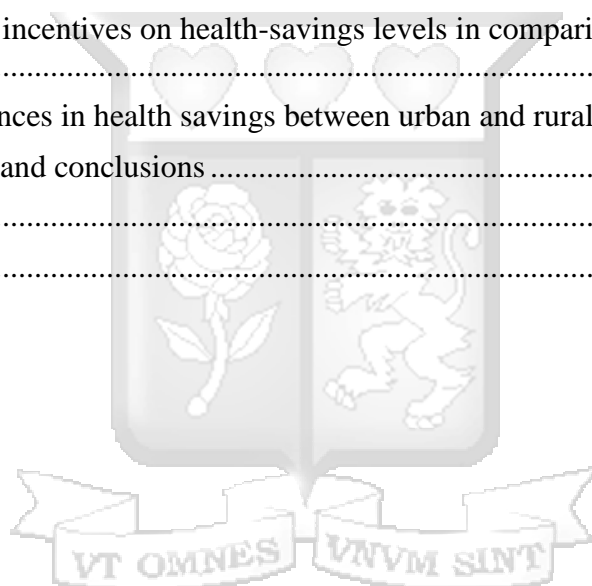 incentives on health-savings levels in compari
................................................................................
nces in health savings between urban and rural
and conclusions ....................................................
................................................................................
................................................................................
VT OMNES VNVM SINT